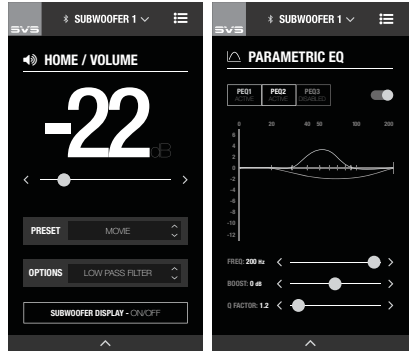 SVS
SUBWOOFER 1
HOME / VOLUME
-22
dB
PRESET
MOVIE
OPTIONS
LOW PASS FILTER
SUBWOOFER DISPLAY - ON/OFF
SVS
SUBWOOFER 1
PARAMETRIC EQ
PEQ1
ACTIVE
PEQ2
ACTIVE
PEQ3
DISABLED
0 20 40 50 100 200
6
4
2
0
-2
-4
-6
-8
-10
-12
FREQ: 200 Hz
BOOST: 0 dB
Q FACTOR: 1.2